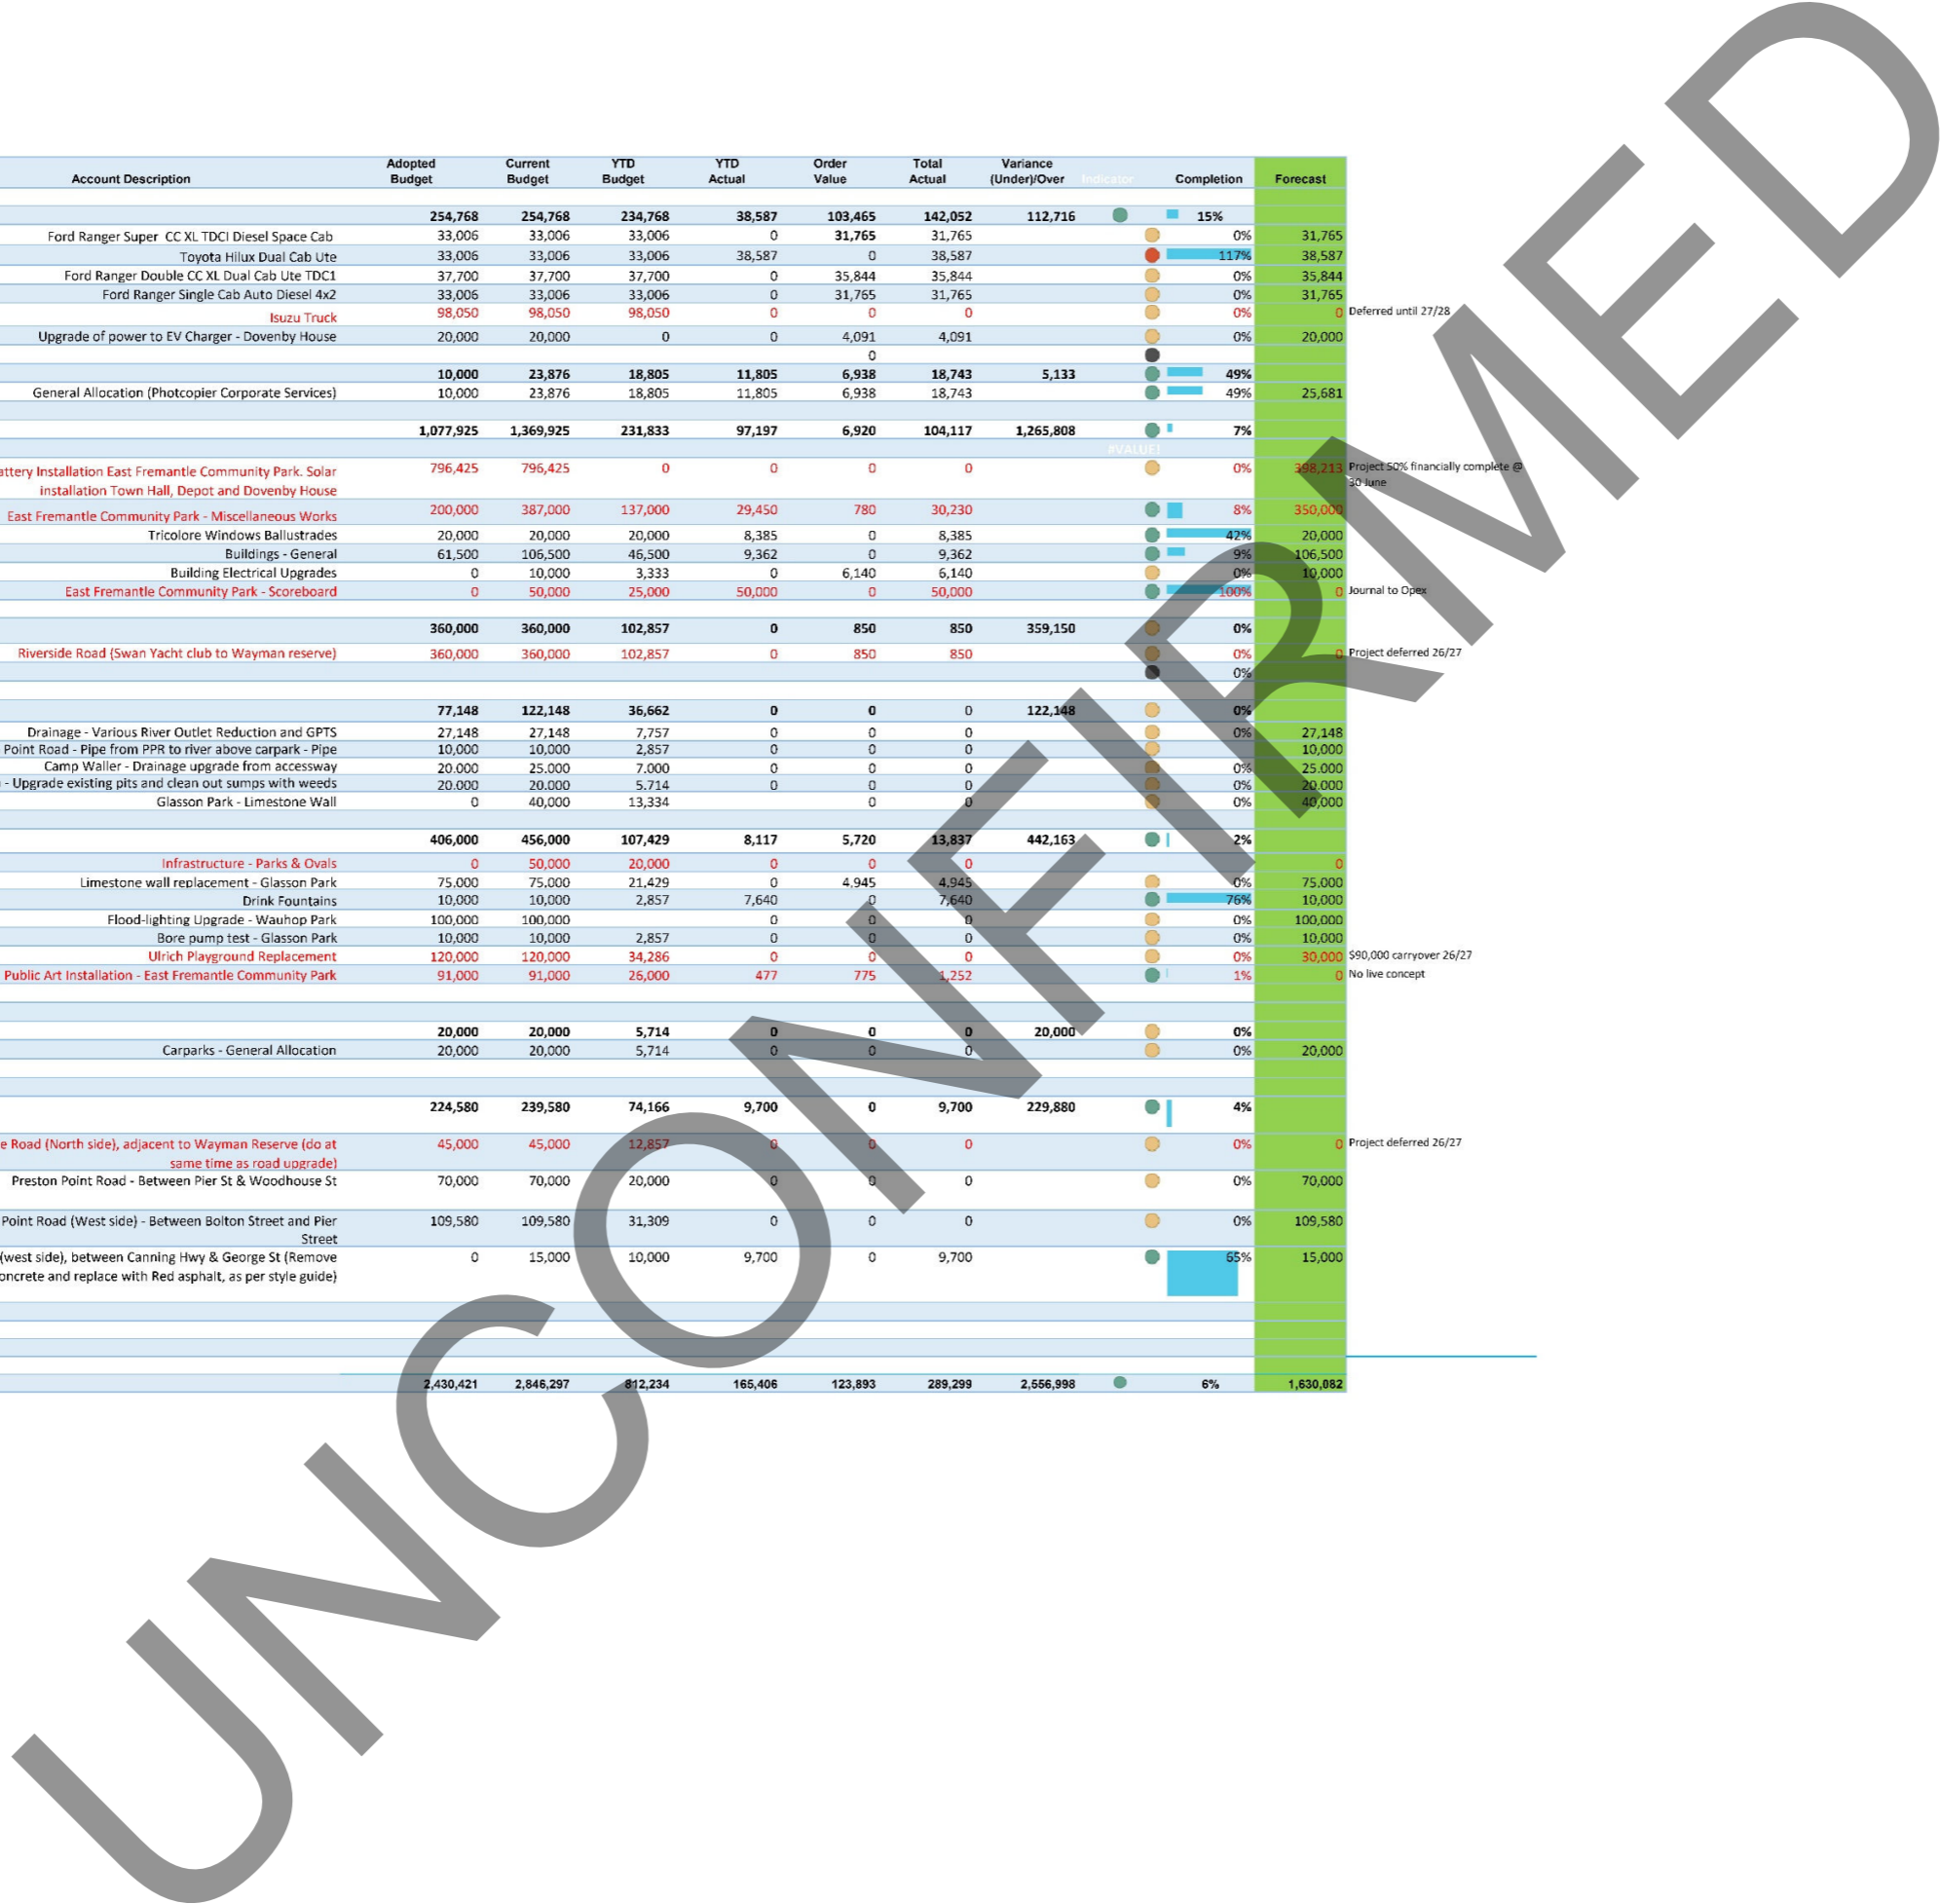 Adopted Current YTD YTD Order Total Variance
Account Description Budget Budget Budget Actual Value Actual (Under)/Over Indicator Completion Forecast
254,768 254,768 234,768 38,587 103,465 142,052 112,716 15%
Ford Ranger Super CC XL TDCI Diesel Space Cab 33,006 33,006 33,006 0 31,765 31,765 0% 31,765
Toyota Hilux Dual Cab Ute 33,006 33,006 33,006 38,587 0 38,587 117% 38,587
Ford Ranger Double CC XL Dual Cab Ute TDC1 37,700 37,700 37,700 0 35,844 35,844 0% 35,844
Ford Ranger Single Cab Auto Diesel 4x2 33,006 33,006 33,006 0 31,765 31,765 0% 31,765
Isuzu Truck 98,050 98,050 98,050 0 0 0 0% 0 Deferred until 27/28
Upgrade of power to EV Charger - Dovenby House 20,000 20,000 0 0 4,091 4,091 0% 20,000
0
10,000 23,876 18,805 11,805 6,938 18,743 5,133 49%
General Allocation (Photcopier Corporate Services) 10,000 23,876 18,805 11,805 6,938 18,743 49% 25,681
1,077,925 1,369,925 231,833 97,197 6,920 104,117 1,265,808 7%
#VALUE!
attery Installation East Fremantle Community Park. Solar 796,425 796,425 0 0 0 0 0% 398,213 Project 50% financially complete @
installation Town Hall, Depot and Dovenby House 30 June
East Fremantle Community Park - Miscellaneous Works 200,000 387,000 137,000 29,450 780 30,230 8% 350,000
Tricolore Windows Ballustrades 20,000 20,000 20,000 8,385 0 8,385 42% 20,000
Buildings - General 61,500 106,500 46,500 9,362 0 9,362 9% 106,500
Building Electrical Upgrades 0 10,000 3,333 0 6,140 6,140 0% 10,000
East Fremantle Community Park - Scoreboard 0 50,000 25,000 50,000 0 50,000 100% 0 Journal to Opex
360,000 360,000 102,857 0 850 850 359,150 0%
Riverside Road (Swan Yacht club to Wayman reserve) 360,000 360,000 102,857 0 850 850 0% 0 Project deferred 26/27
0%
77,148 122,148 36,662 0 0 0 122,148 0%
Drainage - Various River Outlet Reduction and GPTS 27,148 27,148 7,757 0 0 0 0% 27,148
Point Road - Pipe from PPR to river above carpark - Pipe 10,000 10,000 2,857 0 0 0 10,000
Camp Waller - Drainage upgrade from accessway 20.000 25.000 7.000 0 0 0 0% 25.000
- Upgrade existing pits and clean out sumps with weeds 20.000 20.000 5.714 0 0 0 0% 20.000
Glasson Park - Limestone Wall 0 40,000 13,334 0 0 0% 40,000
406,000 456,000 107,429 8,117 5,720 13,837 442,163 2%
Infrastructure - Parks & Ovals 0 50,000 20,000 0 0 0 0
Limestone wall replacement - Glasson Park 75.000 75.000 21,429 0 4.945 4.945 0% 75.000
Drink Fountains 10,000 10,000 2,857 7,640 0 7,640 76% 10,000
Flood-lighting Upgrade - Wauhop Park 100,000 100,000 0 0 0 0% 100,000
Bore pump test - Glasson Park 10,000 10,000 2,857 0 0 0 0% 10,000
Ulrich Playground Replacement 120,000 120,000 34,286 0 0 0 0% 30,000 $90,000 carryover 26/27
Public Art Installation - East Fremantle Community Park 91,000 91,000 26,000 477 775 1,252 1% 0 No live concept
20,000 20,000 5,714 0 0 0 20,000 0%
Carparks - General Allocation 20,000 20,000 5,714 0 0 0 0% 20,000
224,580 239,580 74,166 9,700 0 9,700 229,880 4%
e Road (North side), adjacent to Wayman Reserve (do at 45,000 45,000 12,857 0 0 0 0% 0 Project deferred 26/27
same time as road upgrade)
Preston Point Road - Between Pier St & Woodhouse St 70,000 70,000 20,000 0 0 0 0% 70,000
Point Road (West side) - Between Bolton Street and Pier 109,580 109,580 31,309 0 0 0 0% 109,580
Street
(west side), between Canning Hwy & George St (Remove 0 15,000 10,000 9,700 0 9,700 65% 15,000
oncrete and replace with Red asphalt, as per style guide)
2,430,421 2,846,297 812,234 165,406 123,893 289,299 2,556,998 6% 1,630,082
UNCONFIRMED